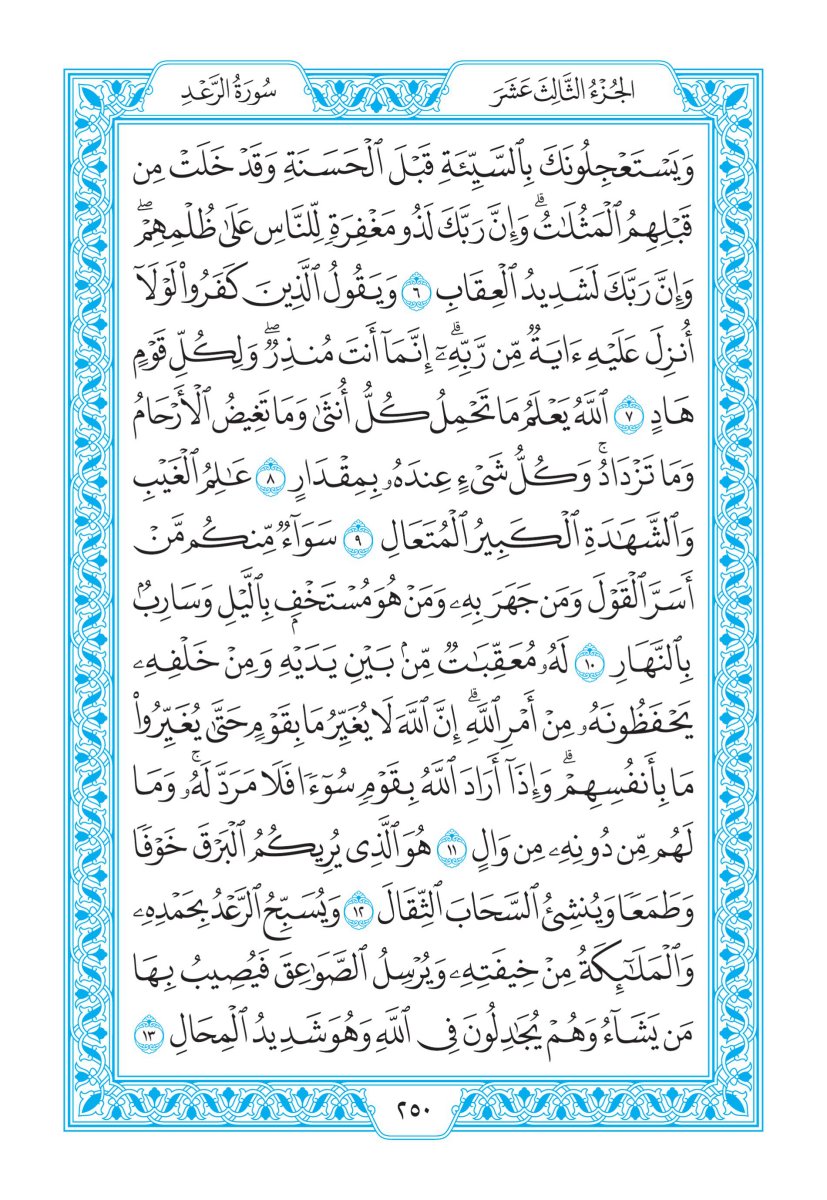 الجُزْءُ الثَّالِثَ عَشَرَ
سُورَةُ الرَّعْدِ
وَيَسْتَعْجِلُونَكَ بِٱلسَّيِّئَةِ قَبْلَ ٱلْحَسَنَةِ وَقَدْ خَلَتْ مِن
قَبْلِهِمُ ٱلْمَثُلَٰتُۗ وَإِنَّ رَبَّكَ لَذُو مَغْفِرَةٖ لِّلنَّاسِ عَلَىٰ ظُلْمِهِمْۖ
وَإِنَّ رَبَّكَ لَشَدِيدُ ٱلْعِقَابِ ٦ وَيَقُولُ ٱلَّذِينَ كَفَرُواْ لَوْلَآ
أُنزِلَ عَلَيْهِ ءَايَةٞ مِّن رَّبِّهِۦٓۗ إِنَّمَآ أَنتَ مُنذِرٞۖ وَلِكُلِّ قَوْمٍ
هَادٍ ٧ ٱللَّهُ يَعْلَمُ مَا تَحْمِلُ كُلُّ أُنثَىٰ وَمَا تَغِيضُ ٱلْأَرْحَامُ
وَمَا تَزْدَادُۚ وَكُلُّ شَيْءٍ عِندَهُۥ بِمِقْدَارٍ ٨ عَٰلِمُ ٱلْغَيْبِ
وَٱلشَّهَٰدَةِ ٱلْكَبِيرُ ٱلْمُتَعَالِ ٩ سَوَآءٞ مِّنكُم مَّنْ
أَسَرَّ ٱلْقَوْلَ وَمَن جَهَرَ بِهِۦ وَمَنْ هُوَ مُسْتَخْفِۭ بِٱلَّيْلِ وَسَارِبُۢ
بِٱلنَّهَارِ ١٠ لَهُۥ مُعَقِّبَٰتٞ مِّنۢ بَيْنِ يَدَيْهِ وَمِنْ خَلْفِهِۦ
يَحْفَظُونَهُۥ مِنْ أَمْرِ ٱللَّهِۗ إِنَّ ٱللَّهَ لَا يُغَيِّرُ مَا بِقَوْمٍ حَتَّىٰ يُغَيِّرُواْ
مَا بِأَنفُسِهِمْۗ وَإِذَآ أَرَادَ ٱللَّهُ بِقَوْمٖ سُوٓءٗا فَلَا مَرَدَّ لَهُۥۚ وَمَا
لَهُم مِّن دُونِهِۦ مِن وَالٍ ١١ هُوَ ٱلَّذِي يُرِيكُمُ ٱلْبَرْقَ خَوْفٗا
وَطَمَعٗا وَيُنشِئُ ٱلسَّحَابَ ٱلثِّقَالَ ١٢ وَيُسَبِّحُ ٱلرَّعْدُ بِحَمْدِهِۦ
وَٱلْمَلَٰٓئِكَةُ مِنْ خِيفَتِهِۦ وَيُرْسِلُ ٱلصَّوَٰعِقَ فَيُصِيبُ بِهَا
مَن يَشَآءُ وَهُمْ يُجَٰدِلُونَ فِي ٱللَّهِ وَهُوَ شَدِيدُ ٱلْمِحَالِ ١٣
٢٥٠